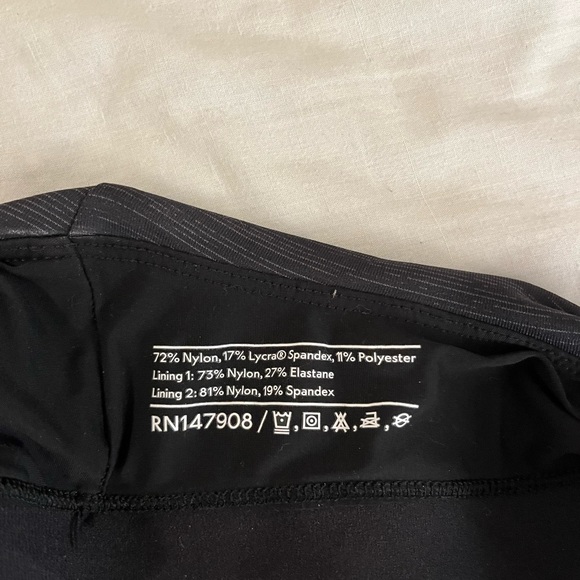 72% Nylon, 17% Lycra® Spandex, 11% Polyester
Lining 1: 73% Nylon, 27% Elastane
Lining 2: 81% Nylon, 19% Spandex
RN147908 / , , , ,